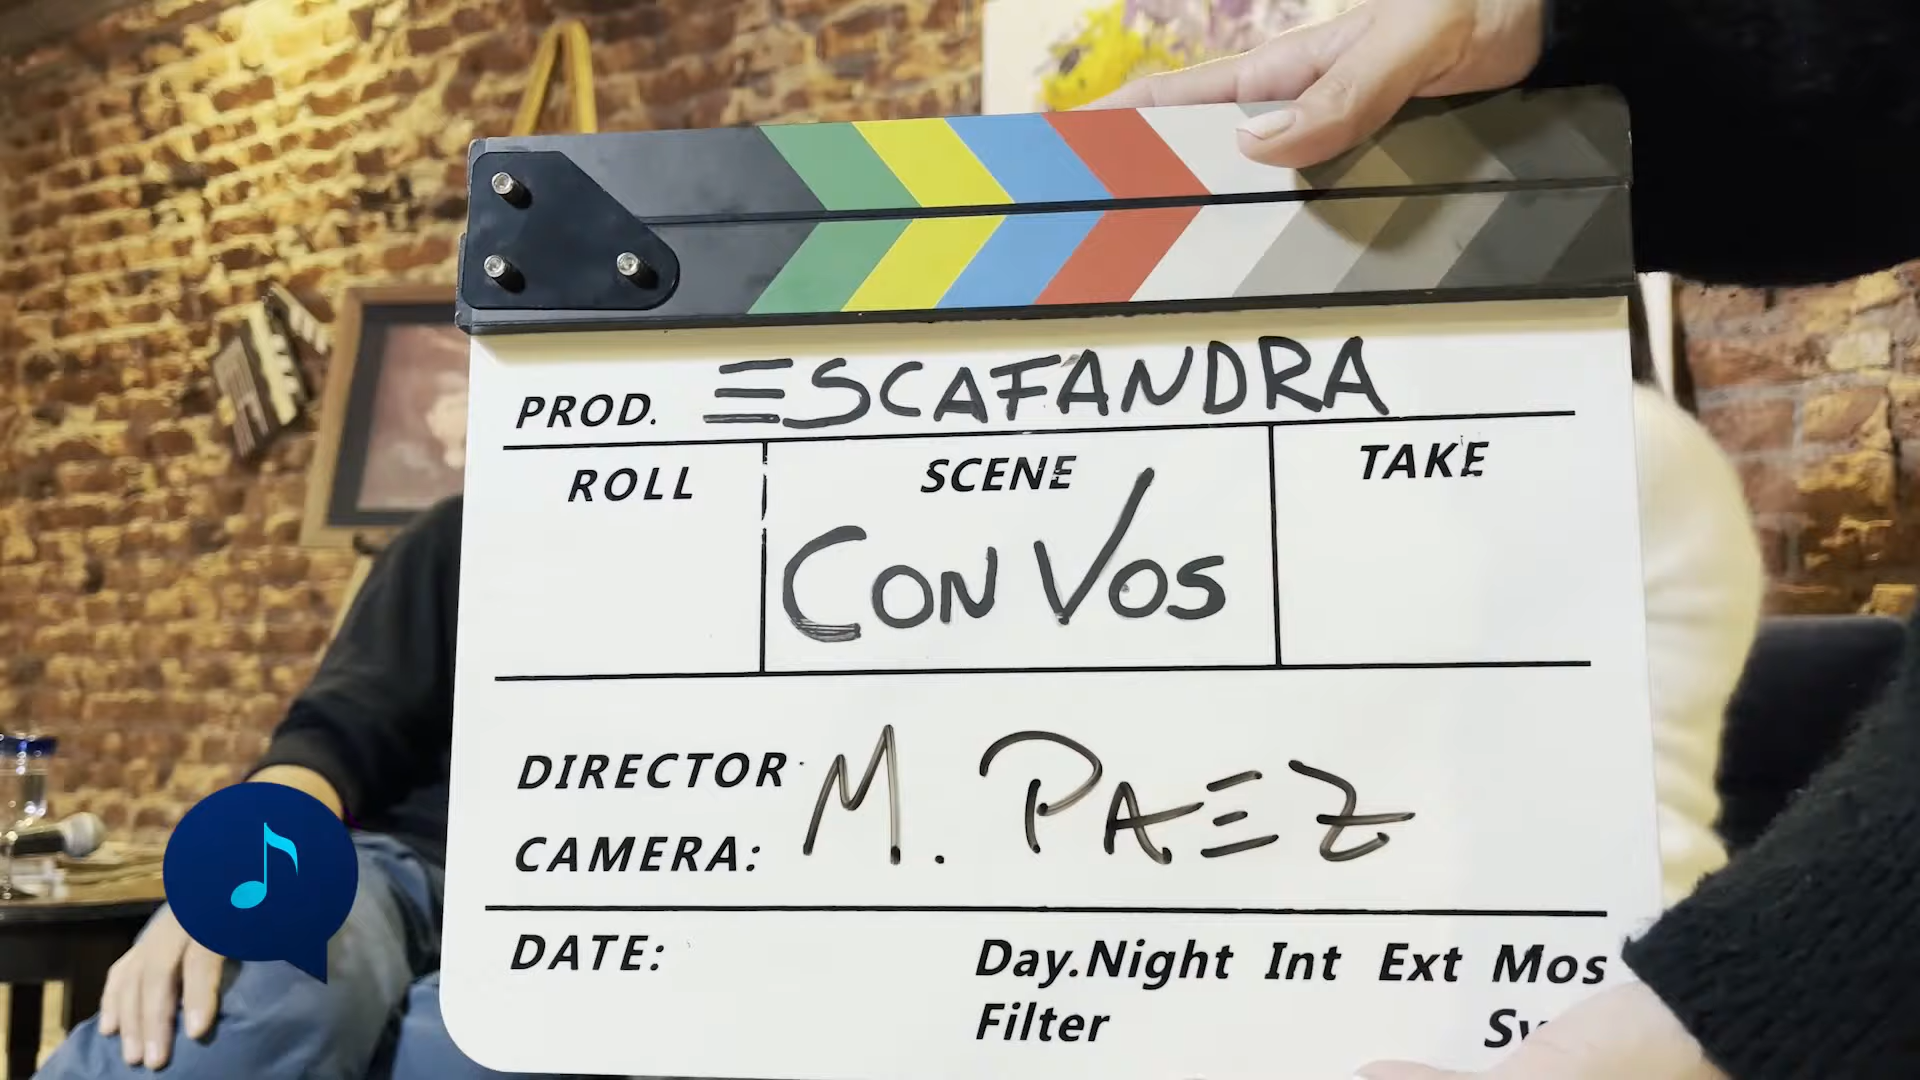 PROD. ESCAFANDRA
ROLL SCENE TAKE
CON VOS
DIRECTOR M. PAEZ
CAMERA:
DATE: Day.Night Int Ext Mos
Filter